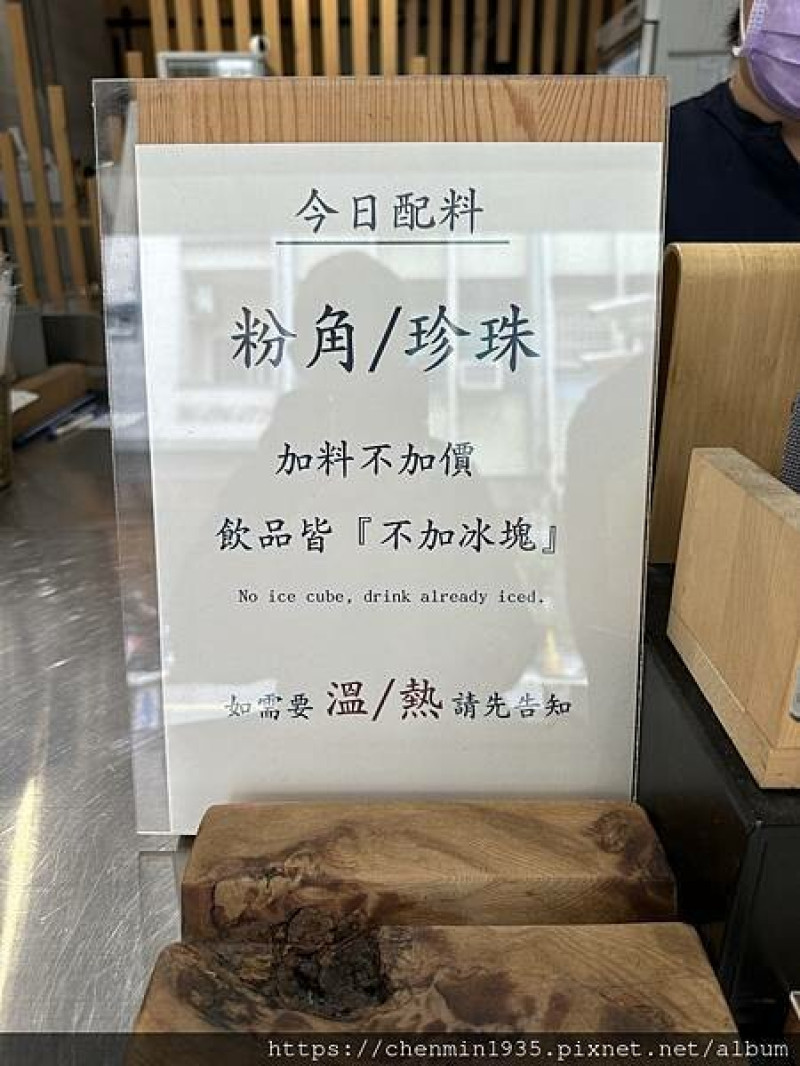 今日配料
粉角/珍珠
加料不加價
飲品皆『不加冰塊』
No ice cube, drink already iced.
如需要 溫/熱 請先告知
https://chenmin1935.pixnet.net/album